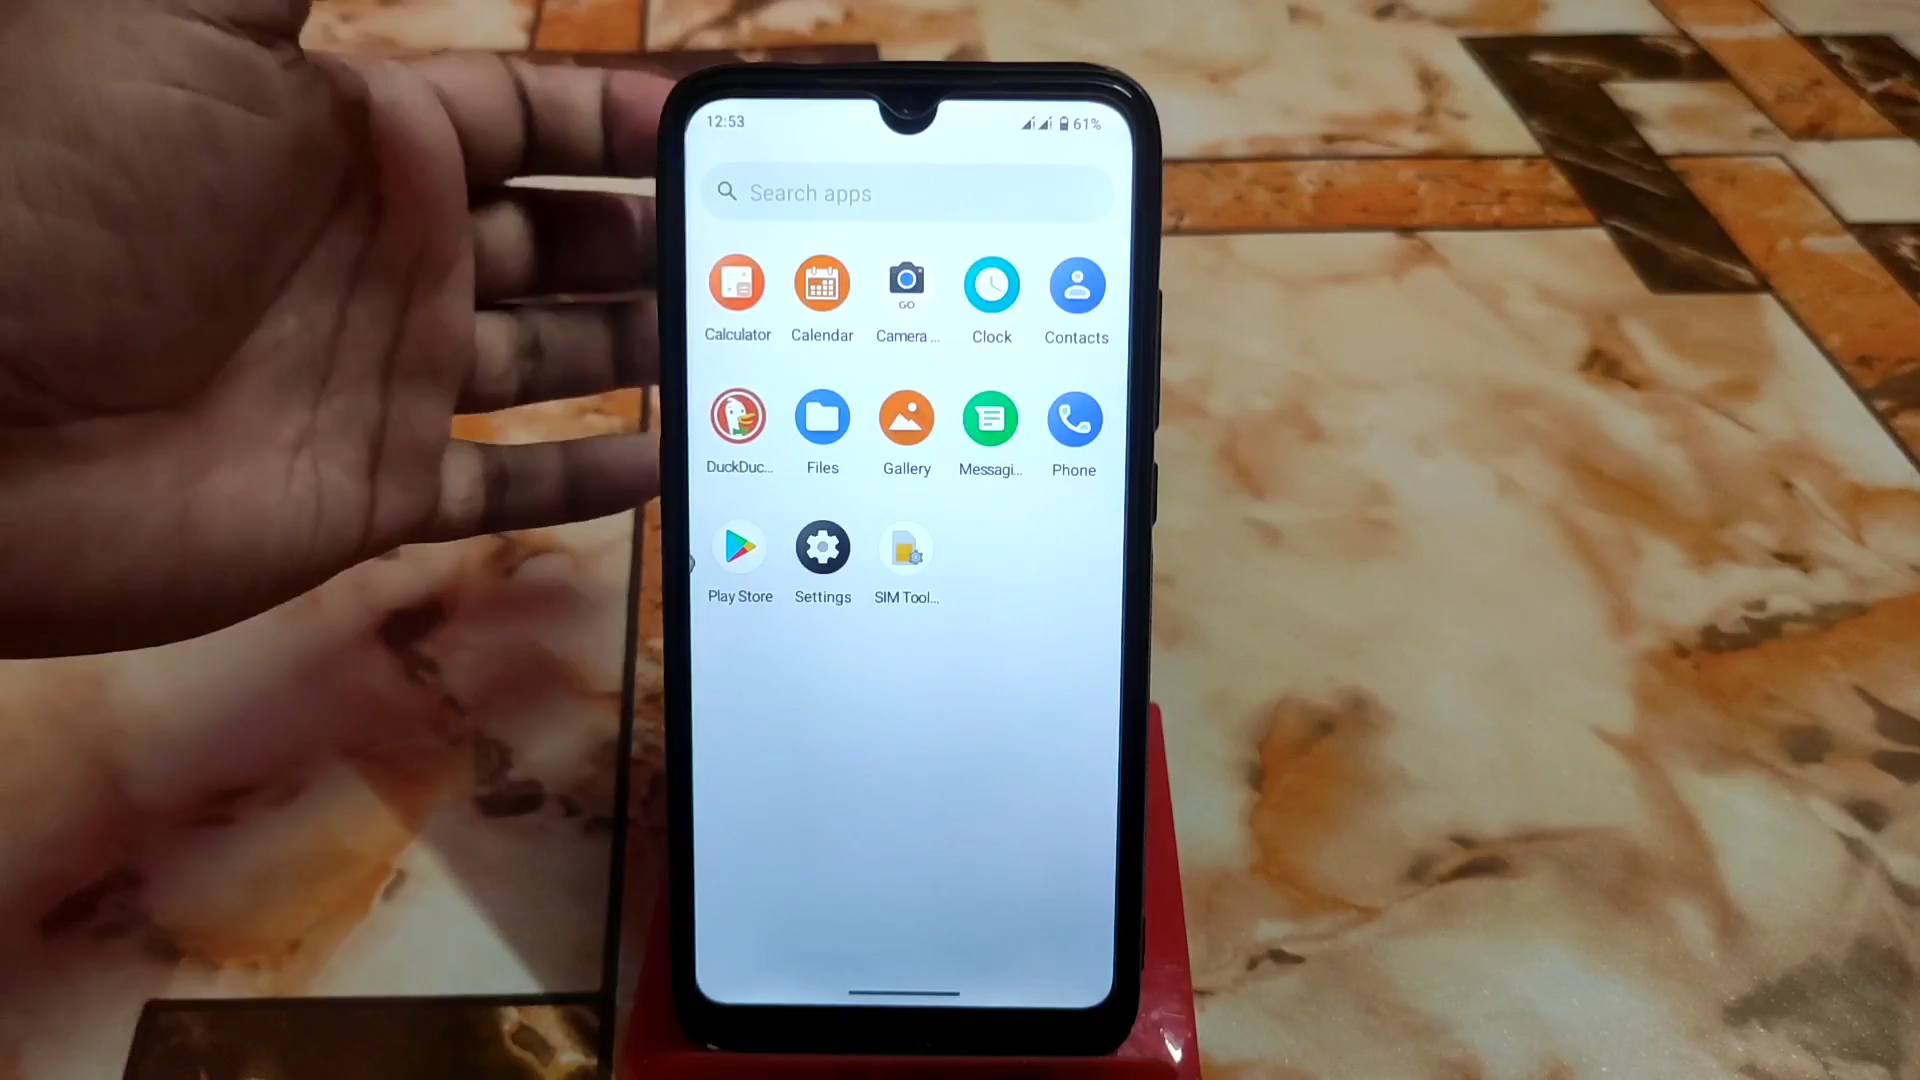 12:53 61%
Search apps
Calculator Calendar Camera ... Clock Contacts
GO
DuckDuc... Files Gallery Messagi... Phone
Play Store Settings SIM Tool...